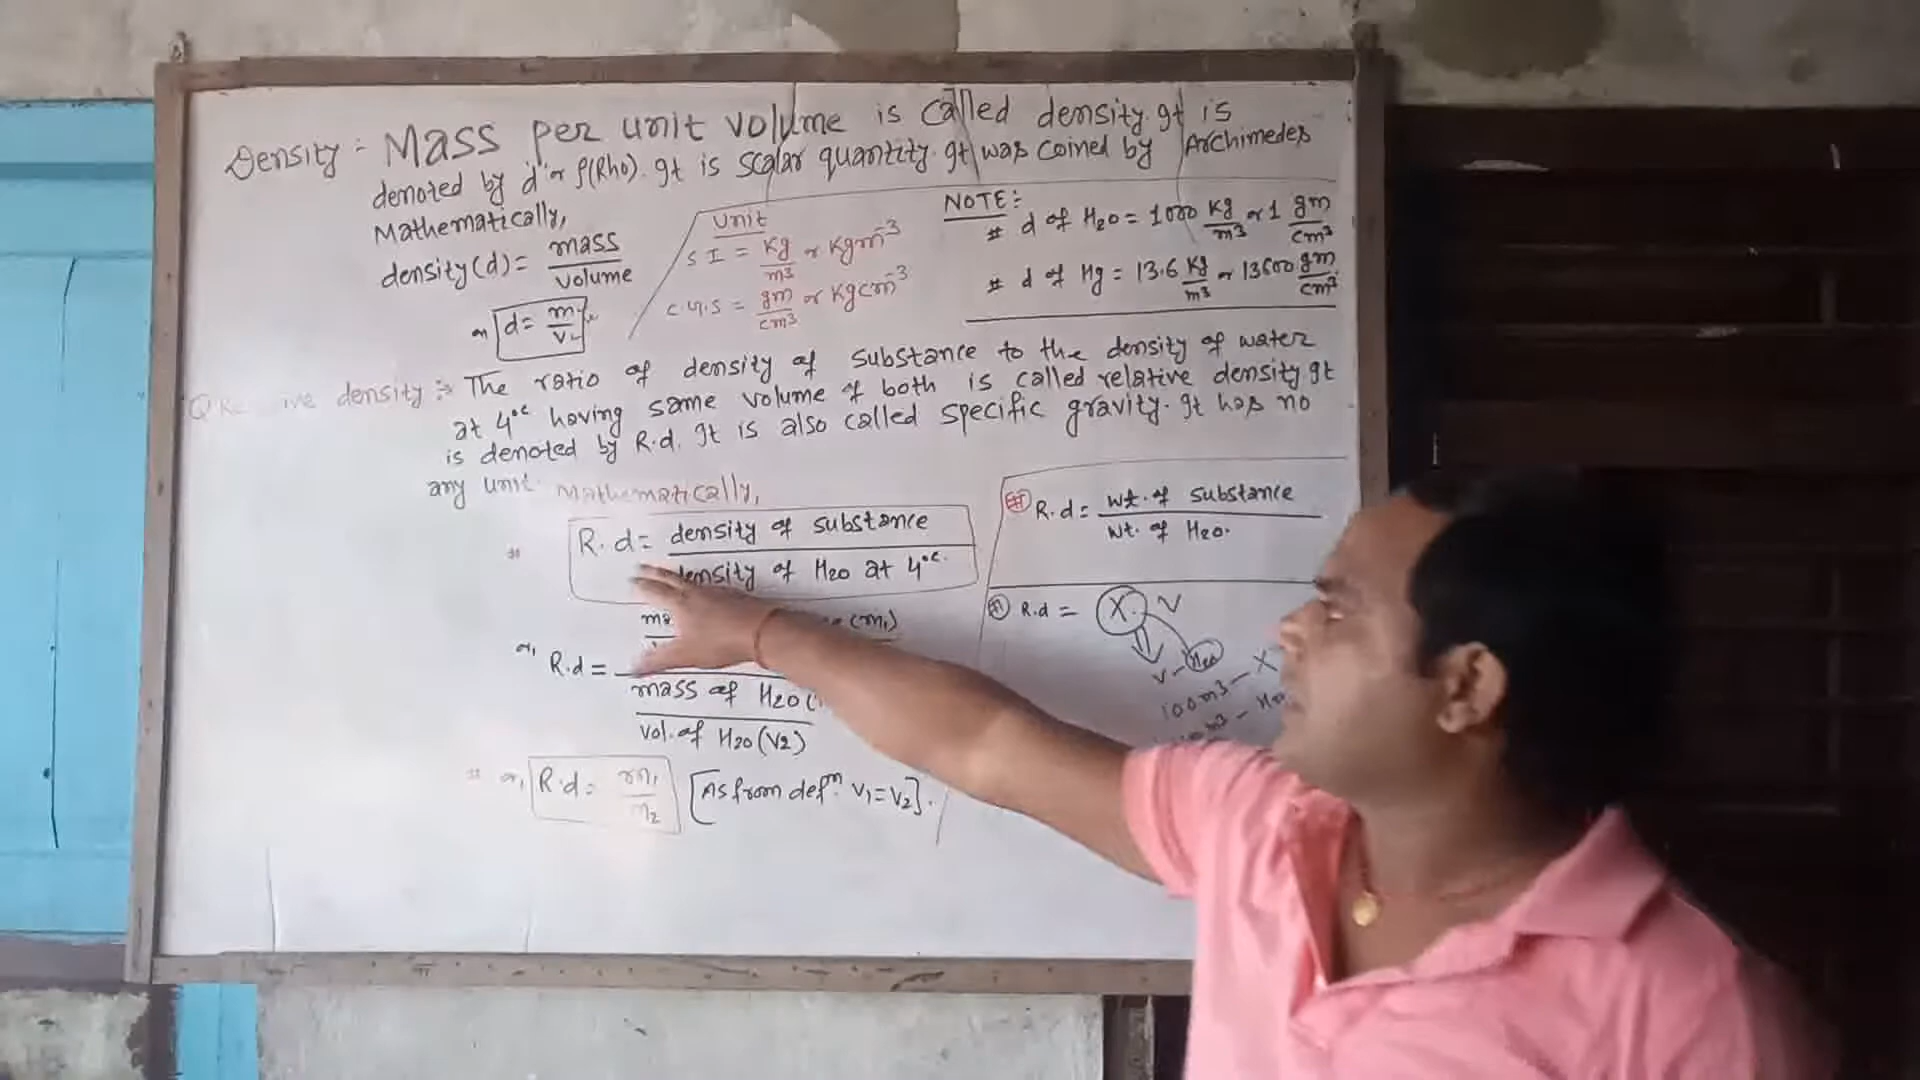 Density :- Mass per unit volume is called density. It is
denoted by d or ρ(Rho). It is scalar quantity. It was coined by Archimedes
Mathematically,
density(d) = mass / volume
or d = m / v
Unit
S I = Kg / m³ or Kgm⁻³
C.G.S = gm / cm³ or Kgcm⁻³
NOTE:
# d of H₂O = 1000 Kg / m³ or 1 gm / cm³
# d of Hg = 13.6 Kg / m³ or 13600 gm / cm³
density :- The ratio of density of substance to the density of water
at 4°C having same volume of both is called relative density. It
is denoted by R.d. It is also called specific gravity. It has no
any unit. Mathematically,
R.d = density of substance / density of H₂O at 4°C.
or, R.d = (m₁)
mass of H₂O
vol. of H₂O (V₂)
or, R.d = m₁ / m₂ [As from defⁿ. V₁ = V₂].
R.d = wt. of substance / wt. of H₂O.
R.d = X V
V - H₂O
100m³ - X